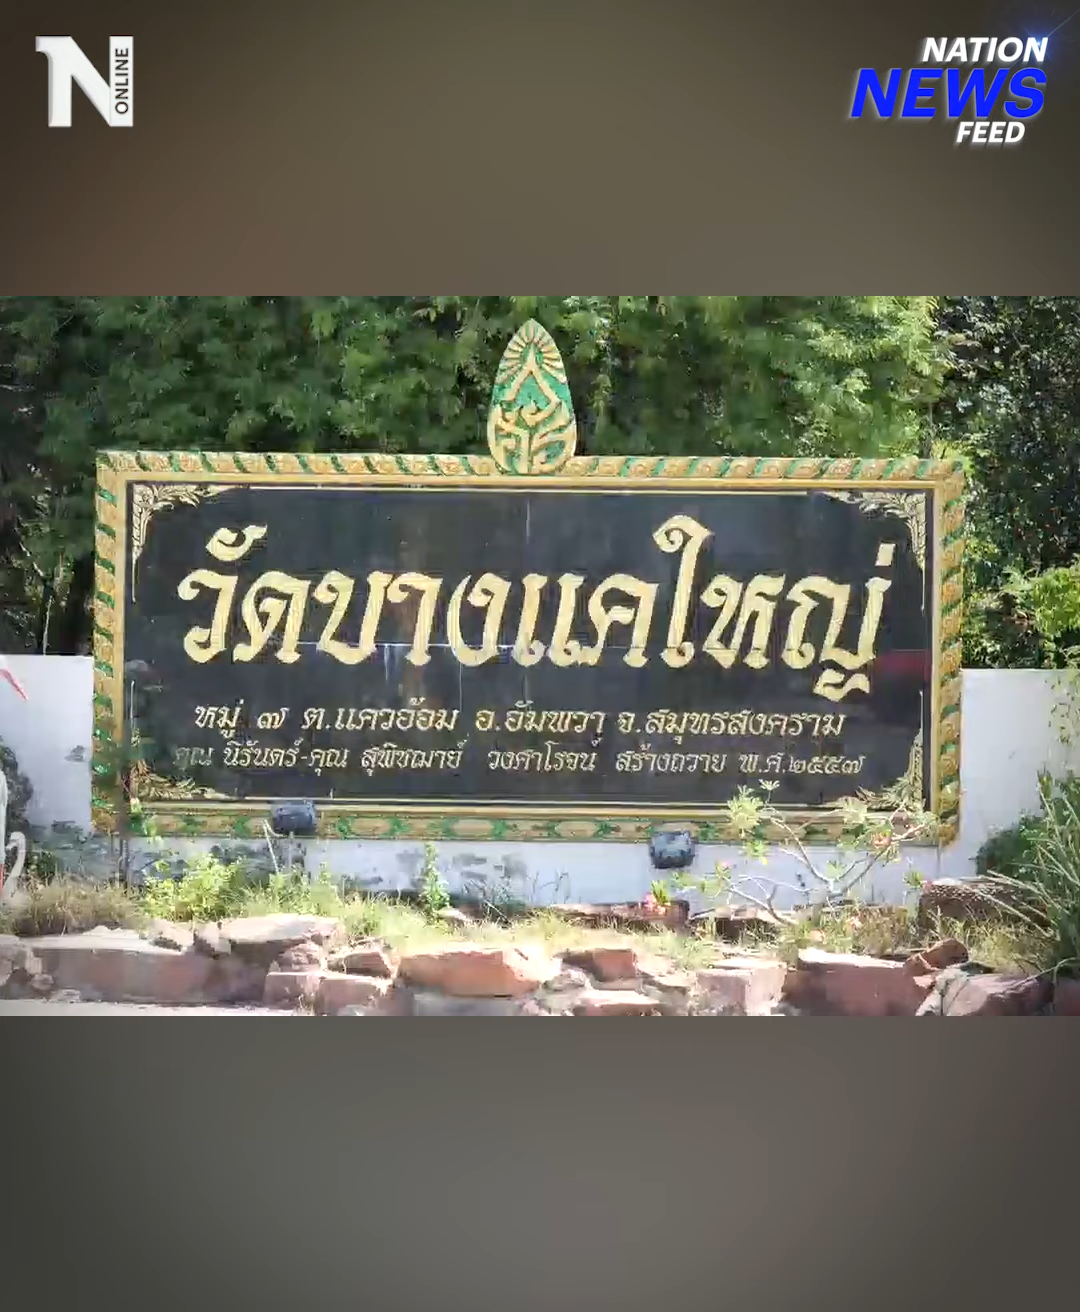 N ONLINE
NATION
NEWS
FEED
วัดบางแคใหญ่
หมู่ ๗ ต.แควอ้อม อ.อัมพวา จ.สมุทรสงคราม
คุณ นิรันดร์-คุณ สุพิชฌาย์ วงศาโรจน์ สร้างถวาย พ.ศ.๒๕๕๗